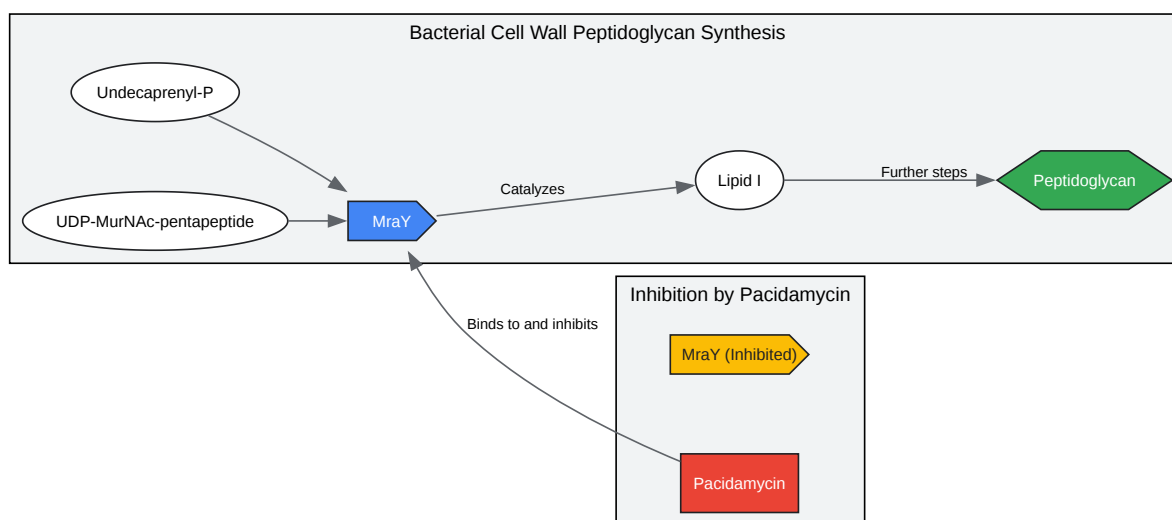 Bacterial Cell Wall Peptidoglycan Synthesis
Undecaprenyl-P
UDP-MurNAc-pentapeptide
MraY
Catalyzes
Lipid I
Further steps
Peptidoglycan
Binds to and inhibits
Inhibition by Pacidamycin
MraY (Inhibited)
Pacidamycin